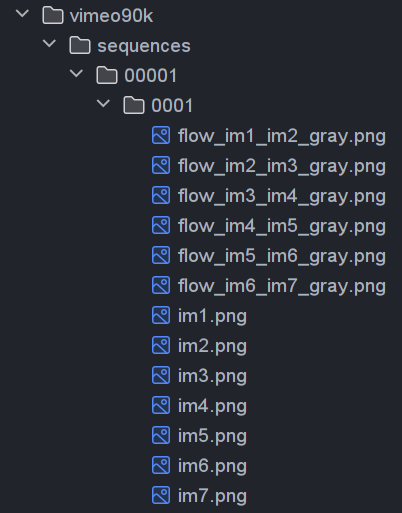 vimeo90k
sequences
00001
0001
flow_im1_im2_gray.png
flow_im2_im3_gray.png
flow_im3_im4_gray.png
flow_im4_im5_gray.png
flow_im5_im6_gray.png
flow_im6_im7_gray.png
im1.png
im2.png
im3.png
im4.png
im5.png
im6.png
im7.png